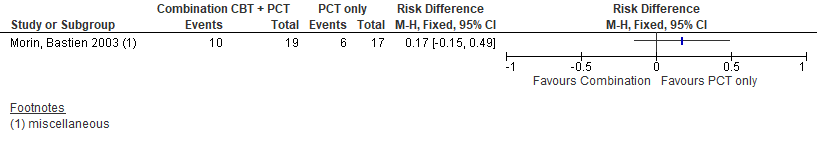 Combination CBT + PCT PCT only Risk Difference Risk Difference
Study or Subgroup Events Total Events Total M-H, Fixed, 95% CI M-H, Fixed, 95% CI
Morin, Bastien 2003 (1) 10 19 6 17 0.17 [-0.15, 0.49]
-1 -0.5 0 0.5 1
Favours Combination Favours PCT only
Footnotes
(1) miscellaneous